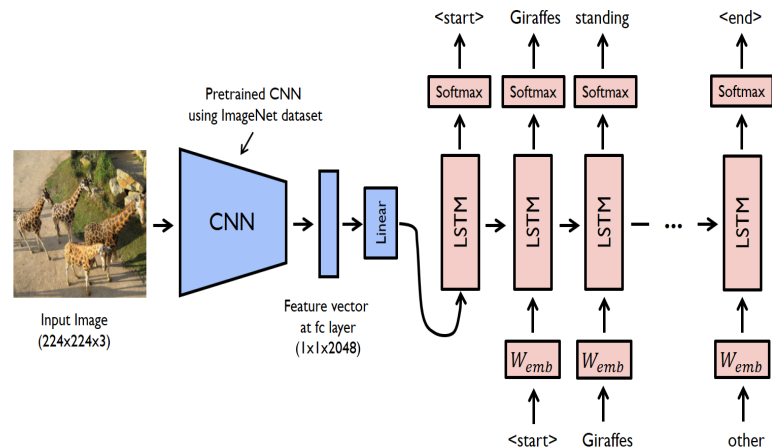 <start> Giraffes standing <end>
Softmax Softmax Softmax Softmax
Pretrained CNN
using ImageNet dataset
CNN
Linear
LSTM LSTM LSTM ... LSTM
Input Image
(224x224x3)
Feature vector
at fc layer
(1x1x2048)
W_emb W_emb W_emb
<start> Giraffes other